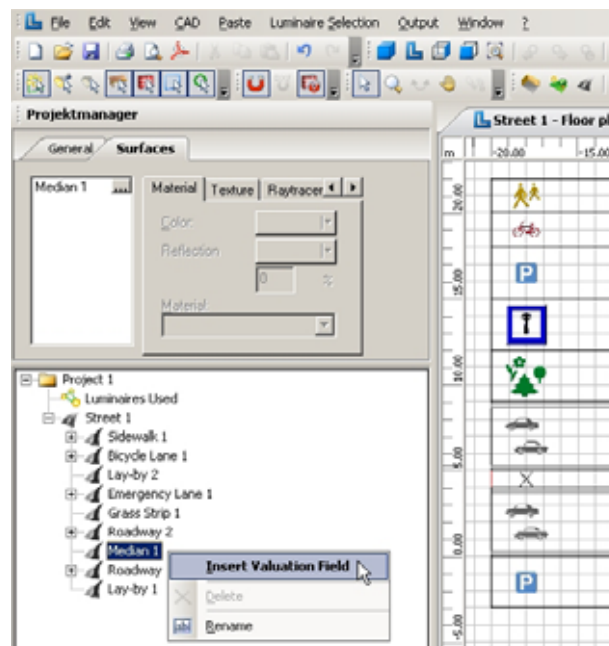 File Edit View CAD Paste Luminaire Selection Output Window ?
Projektmanager
General Surfaces
Median 1 ...
Material Texture Raytracer
Color:
Reflection
0 %
Material:
Project 1
Luminaires Used
Street 1
Sidewalk 1
Bicycle Lane 1
Lay-by 2
Emergency Lane 1
Grass Strip 1
Roadway 2
Median 1
Roadway
Lay-by 1
Insert Valuation Field
Delete
Rename
Street 1 - Floor pl
m -20.00 -15.00
20.00
P
15.00
10.00
5.00
0.00
P
-5.00